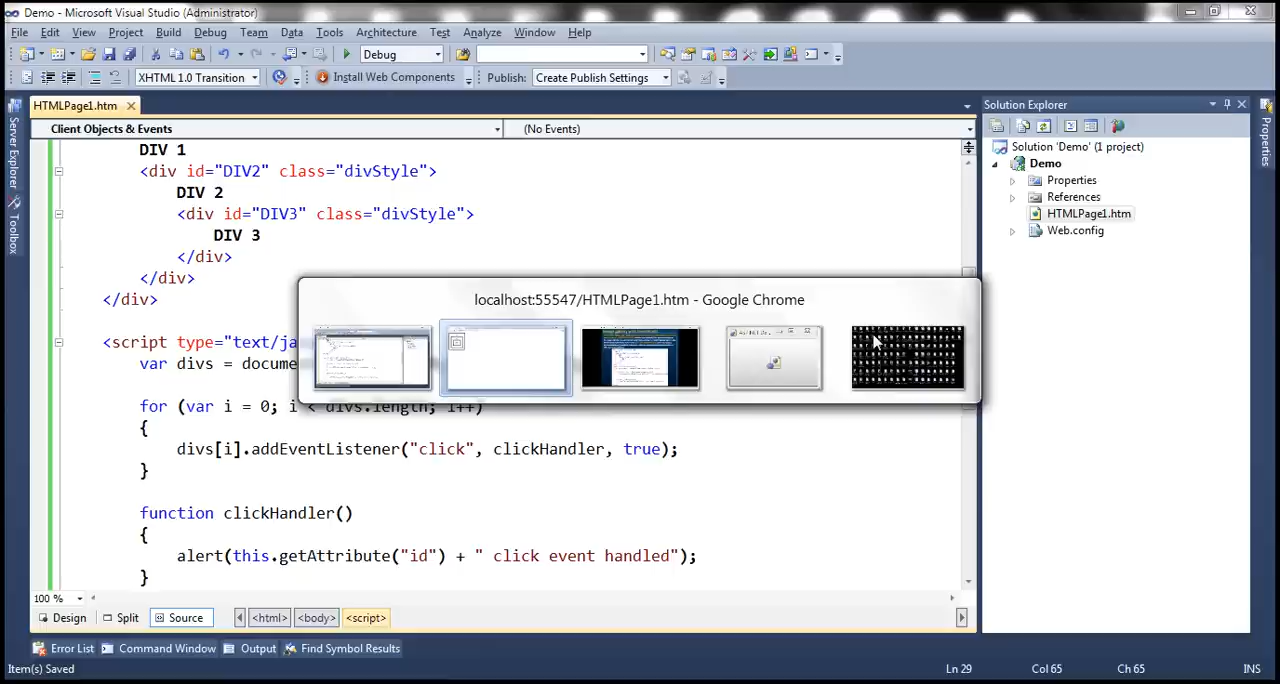 Demo - Microsoft Visual Studio (Administrator)
File Edit View Project Build Debug Team Data Tools Architecture Test Analyze Window Help
Debug
XHTML 1.0 Transition Install Web Components Publish: Create Publish Settings
HTMLPage1.htm
Client Objects & Events (No Events)
DIV 1
<div id="DIV2" class="divStyle">
DIV 2
<div id="DIV3" class="divStyle">
DIV 3
</div>
</div>
</div>
<script type="text/ja
var divs = docume
for (var i = 0; i < divs.length; i++)
{
divs[i].addEventListener("click", clickHandler, true);
}
function clickHandler()
{
alert(this.getAttribute("id") + " click event handled");
}
localhost:55547/HTMLPage1.htm - Google Chrome
100 %
Design Split Source <html> <body> <script>
Error List Command Window Output Find Symbol Results
Item(s) Saved Ln 29 Col 65 Ch 65 INS
Server Explorer
Toolbox
Solution Explorer
Solution 'Demo' (1 project)
Demo
Properties
References
HTMLPage1.htm
Web.config
Properties